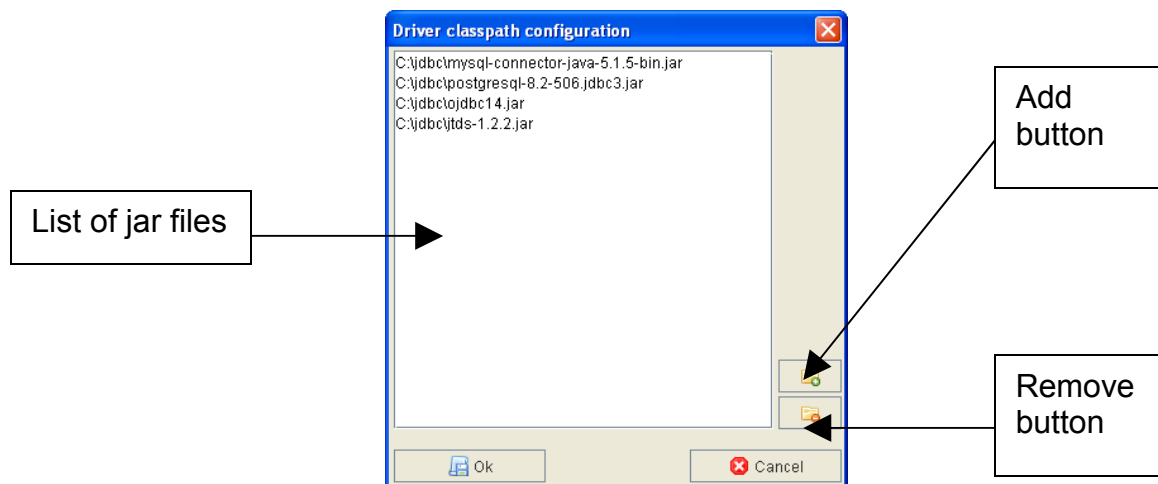 Driver classpath configuration
C:\jdbc\mysql-connector-java-5.1.5-bin.jar
C:\jdbc\postgresql-8.2-506.jdbc3.jar
C:\jdbc\ojdbc14.jar
C:\jdbc\jtds-1.2.2.jar
Add
button
List of jar files
Remove
button
Ok
Cancel